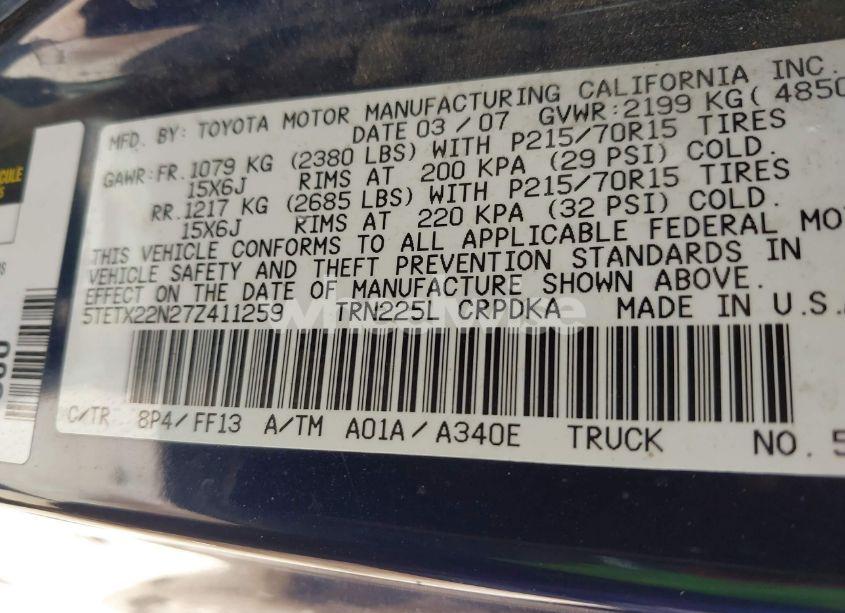 MFD. BY: TOYOTA MOTOR MANUFACTURING CALIFORNIA INC.
DATE 03 / 07 GVWR: 2199 KG( 4850
GAWR: FR. 1079 KG (2380 LBS) WITH P215/70R15 TIRES
15X6J RIMS AT 200 KPA (29 PSI) COLD.
RR. 1217 KG (2685 LBS) WITH P215/70R15 TIRES
15X6J RIMS AT 220 KPA (32 PSI) COLD.
THIS VEHICLE CONFORMS TO ALL APPLICABLE FEDERAL MO
VEHICLE SAFETY AND THEFT PREVENTION STANDARDS IN
EFFECT ON THE DATE OF MANUFACTURE SHOWN ABOVE.
5TETX22N27Z411259 TRN225L CRPDKA MADE IN U.S.A
C/TR 8P4/ FF13 A/TM A01A / A340E TRUCK NO. 5